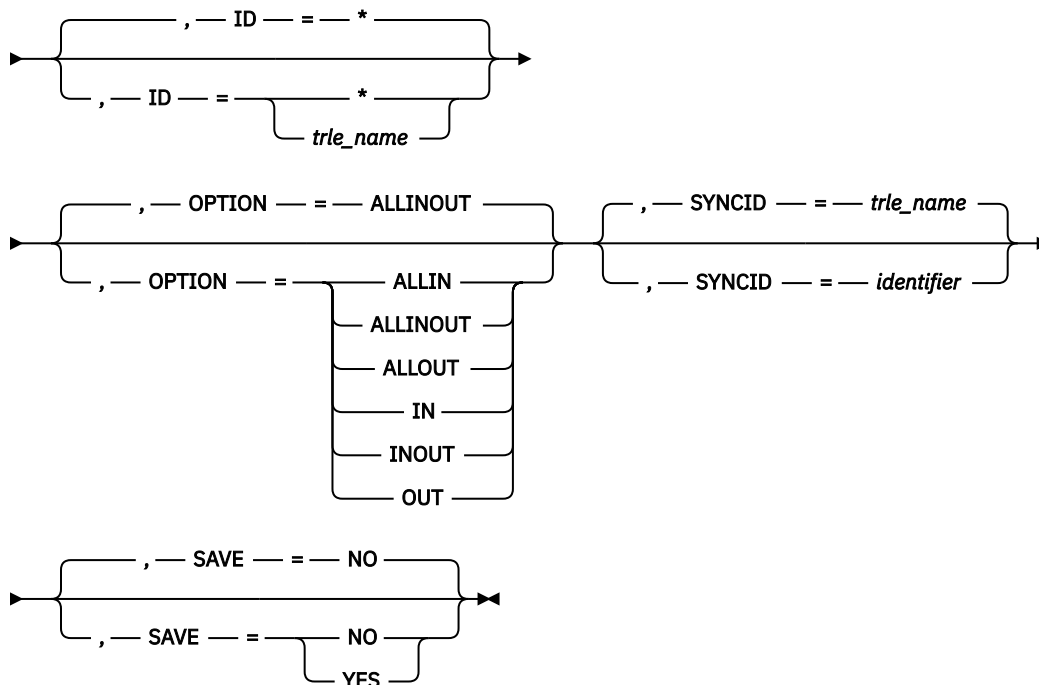 , ID = *
, ID = *
trle_name
, OPTION = ALLINOUT , SYNCID = trle_name
, OPTION = ALLIN , SYNCID = identifier
ALLINOUT
ALLOUT
IN
INOUT
OUT
, SAVE = NO
, SAVE = NO
YES